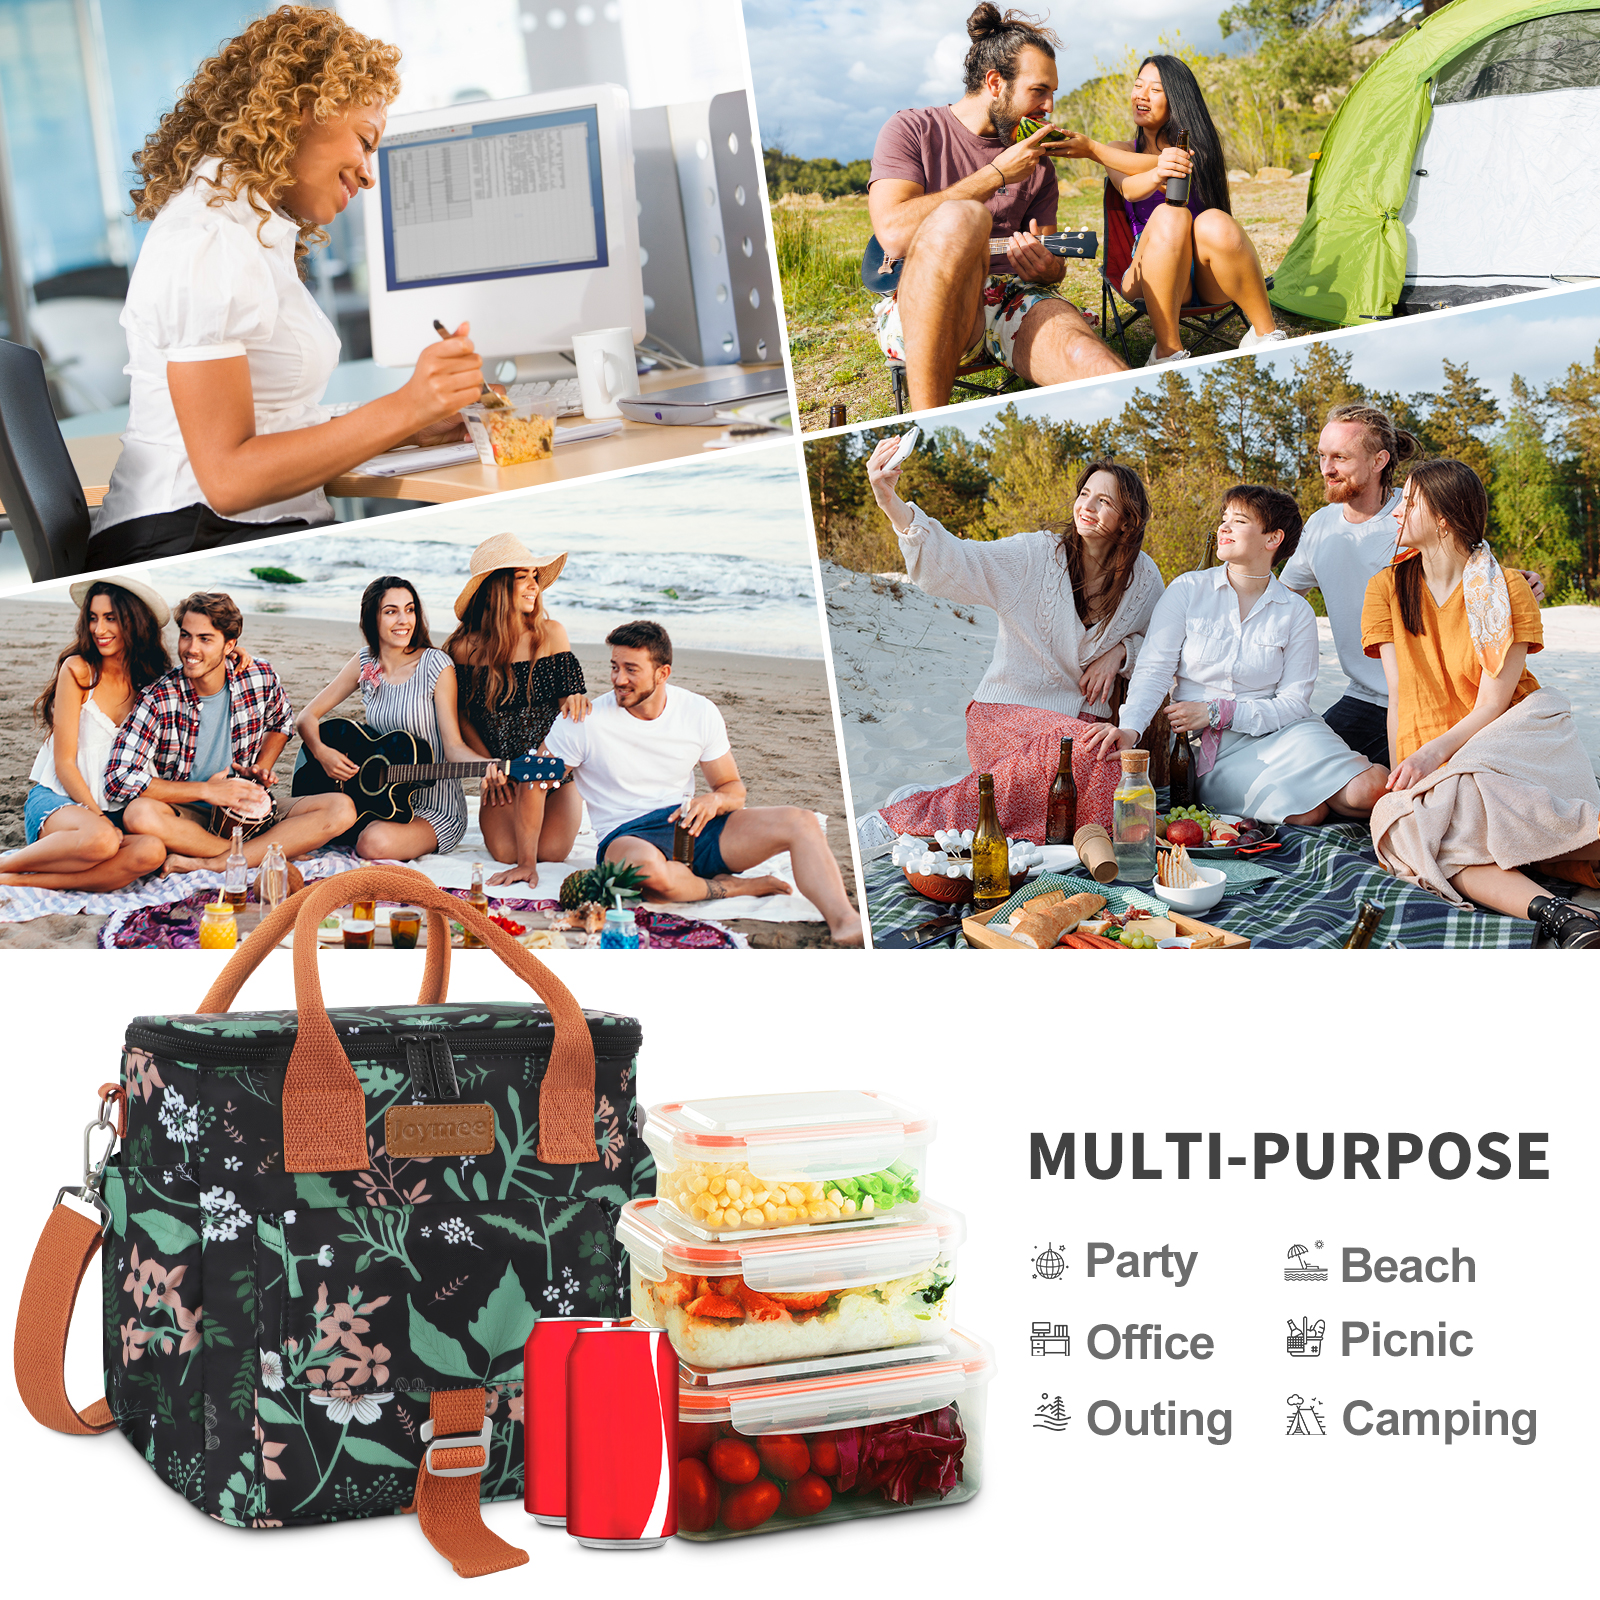 Joymee
MULTI-PURPOSE
Party
Beach
Office
Picnic
Outing
Camping